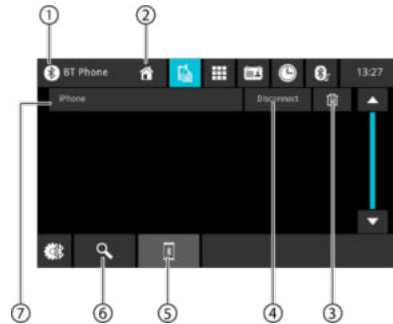 ① ②
BT Phone 13:27
iPhone Disconnect
⑦ ⑥ ⑤ ④ ③